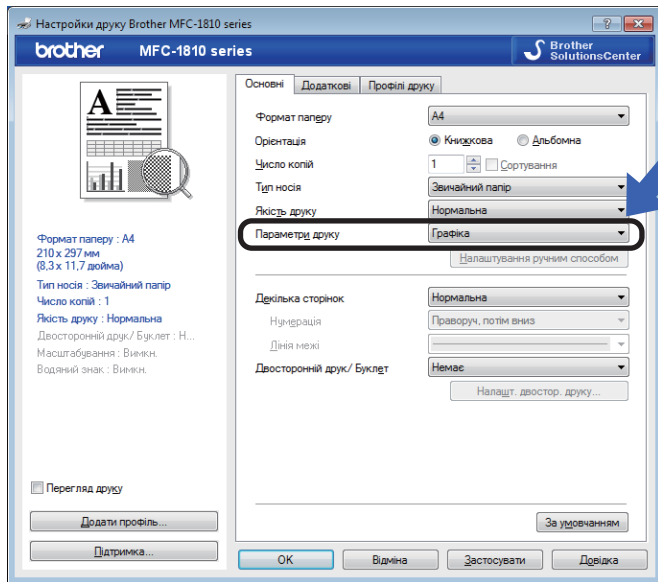 Настройки друку Brother MFC-1810 series
brother MFC-1810 series
Brother
SolutionsCenter
Основні Додаткові Профілі друку
Формат паперу A4
Орієнтація Книжкова Альбомна
Число копій 1 Сортування
Тип носія Звичайний папір
Якість друку Нормальна
Параметри друку Графіка
Налаштування ручним способом
Декілька сторінок Нормальна
Нумерація Праворуч, потім вниз
Лінія межі
Двосторонній друк/ Буклет Немає
Налашт. двостор. друку...
A
Формат паперу : A4
210 x 297 мм
(8,3 x 11,7 дюйма)
Тип носія : Звичайний папір
Число копій : 1
Якість друку : Нормальна
Двосторонній друк/ Буклет : Н...
Масштабування : Вимкн.
Водяний знак : Вимкн.
Перегляд друку
Додати профіль...
Підтримка...
За умовчанням
OK Відміна Застосувати Довідка